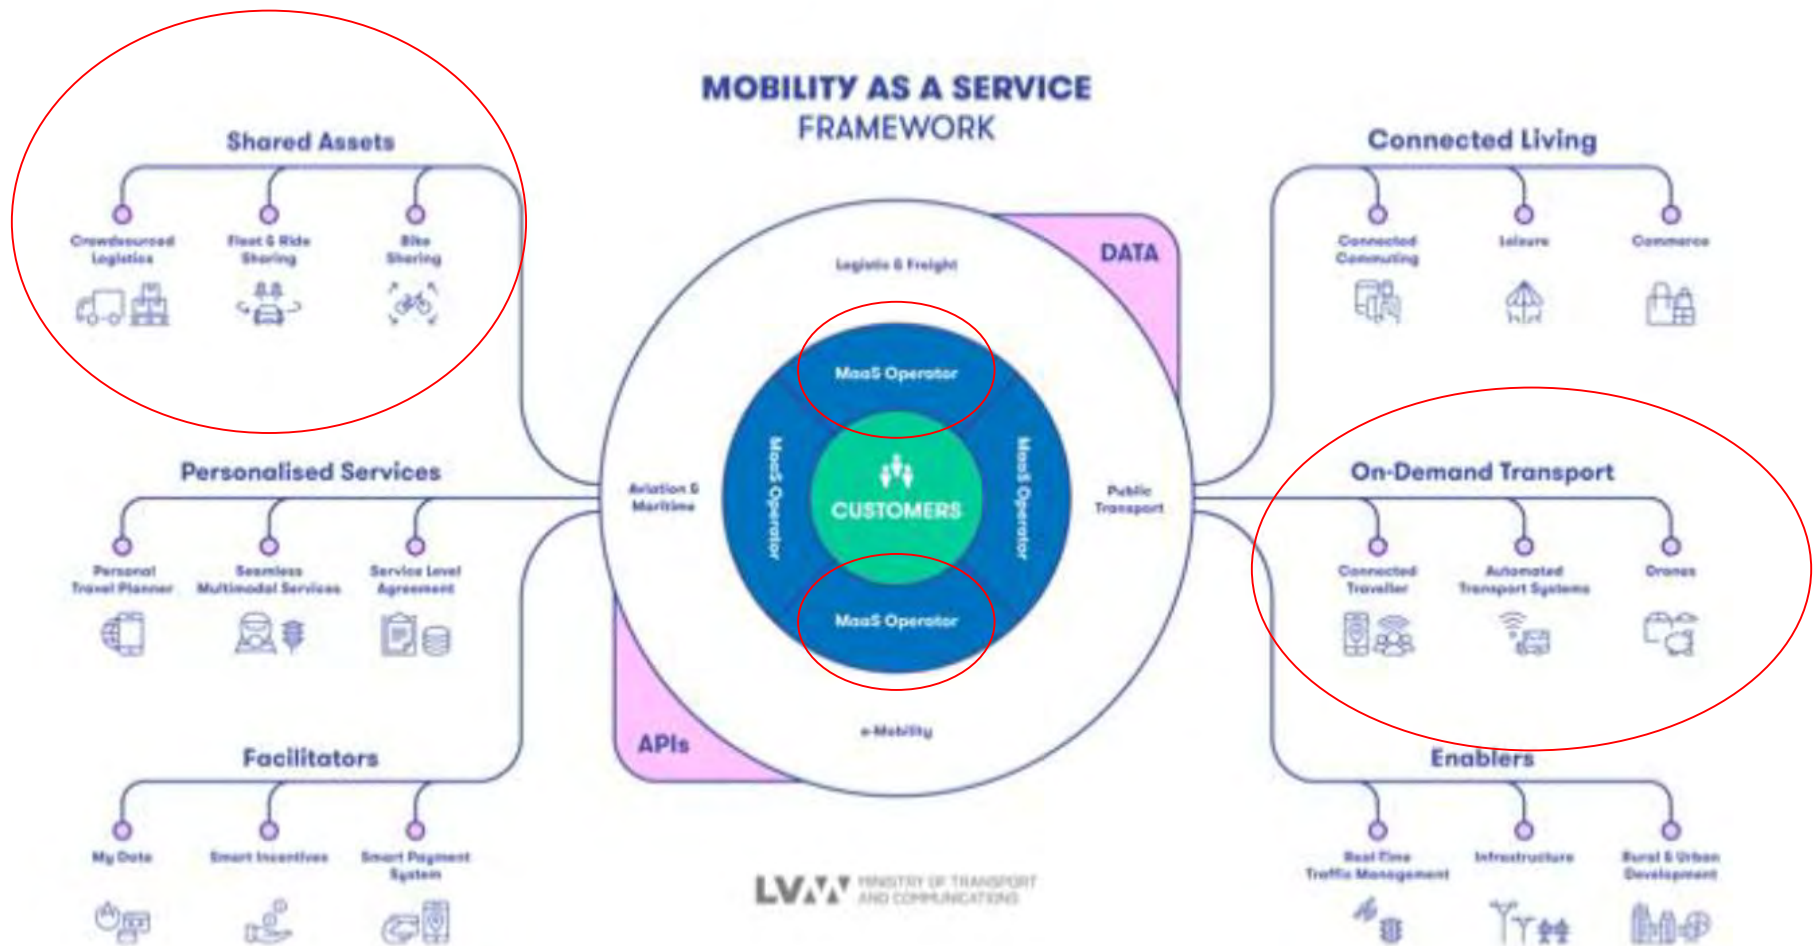 MOBILITY AS A SERVICE
FRAMEWORK
Shared Assets
Crowdsourced
Logistics
Fleet & Ride
Sharing
Bike
Sharing
Personalised Services
Personal
Travel Planner
Seamless
Multimodal Services
Service Level
Agreement
Facilitators
My Data
Smart Incentives
Smart Payment
System
DATA
Logistic & Freight
MaaS Operator
Aviation &
Maritime
MaaS Operator
CUSTOMERS
MaaS Operator
Public
Transport
MaaS Operator
e-Mobility
APIs
LVM MINISTRY OF TRANSPORT
AND COMMUNICATIONS
Connected Living
Connected
Commuting
Leisure
Commerce
On-Demand Transport
Connected
Traveller
Automated
Transport Systems
Drones
Enablers
Real Time
Traffic Management
Infrastructure
Rural & Urban
Development